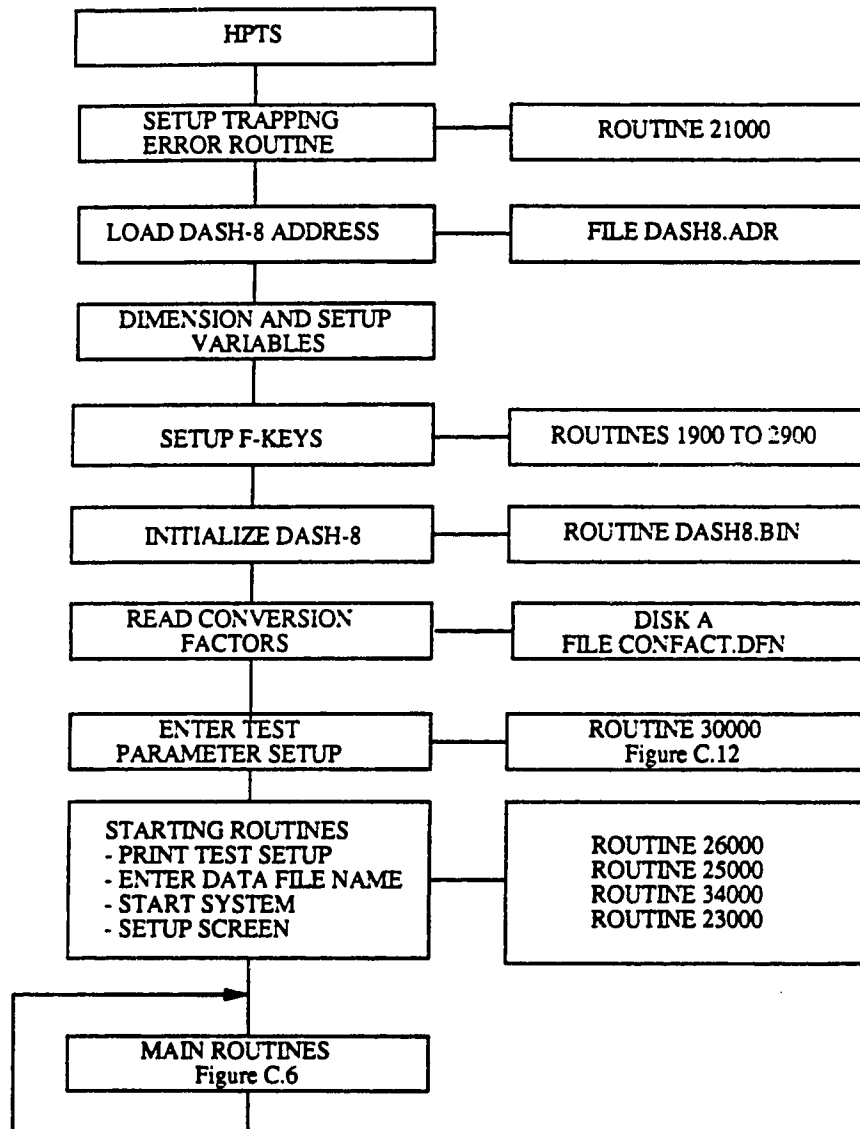 HPTS
SETUP TRAPPING
ERROR ROUTINE
ROUTINE 21000
LOAD DASH-8 ADDRESS
FILE DASH8.ADR
DIMENSION AND SETUP
VARIABLES
SETUP F-KEYS
ROUTINES 1900 TO 2900
INITIALIZE DASH-8
ROUTINE DASH8.BIN
READ CONVERSION
FACTORS
DISK A
FILE CONFACT.DFN
ENTER TEST
PARAMETER SETUP
ROUTINE 30000
Figure C.12
STARTING ROUTINES
- PRINT TEST SETUP
- ENTER DATA FILE NAME
- START SYSTEM
- SETUP SCREEN
ROUTINE 26000
ROUTINE 25000
ROUTINE 34000
ROUTINE 23000
MAIN ROUTINES
Figure C.6